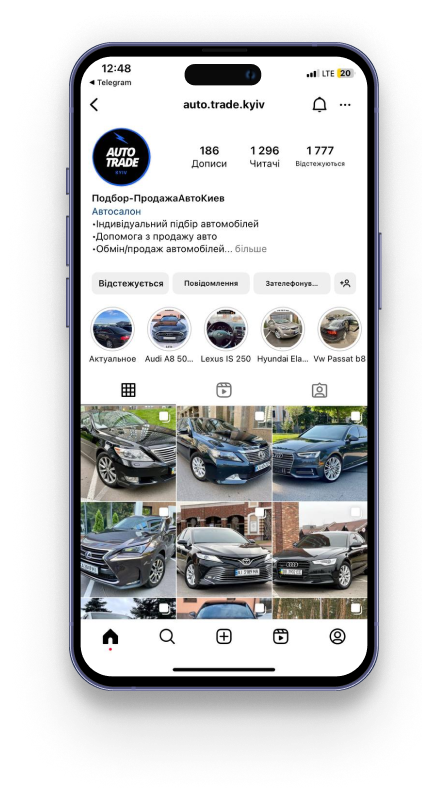 12:48
LTE 20
◀ Telegram
auto.trade.kyiv
AUTO
TRADE
KYIV
186 1 296 1 777
Дописи Читачі Відстежуються
Подбор-ПродажаАвтоКиев
Автосалон
•Індивідуальний підбір автомобілей
•Допомога з продажу авто
•Обмін/продаж автомобілей... більше
Відстежується Повідомлення Зателефонув...
Актуальное Audi A8 50... Lexus IS 250 Hyundai Ela... Vw Passat b8